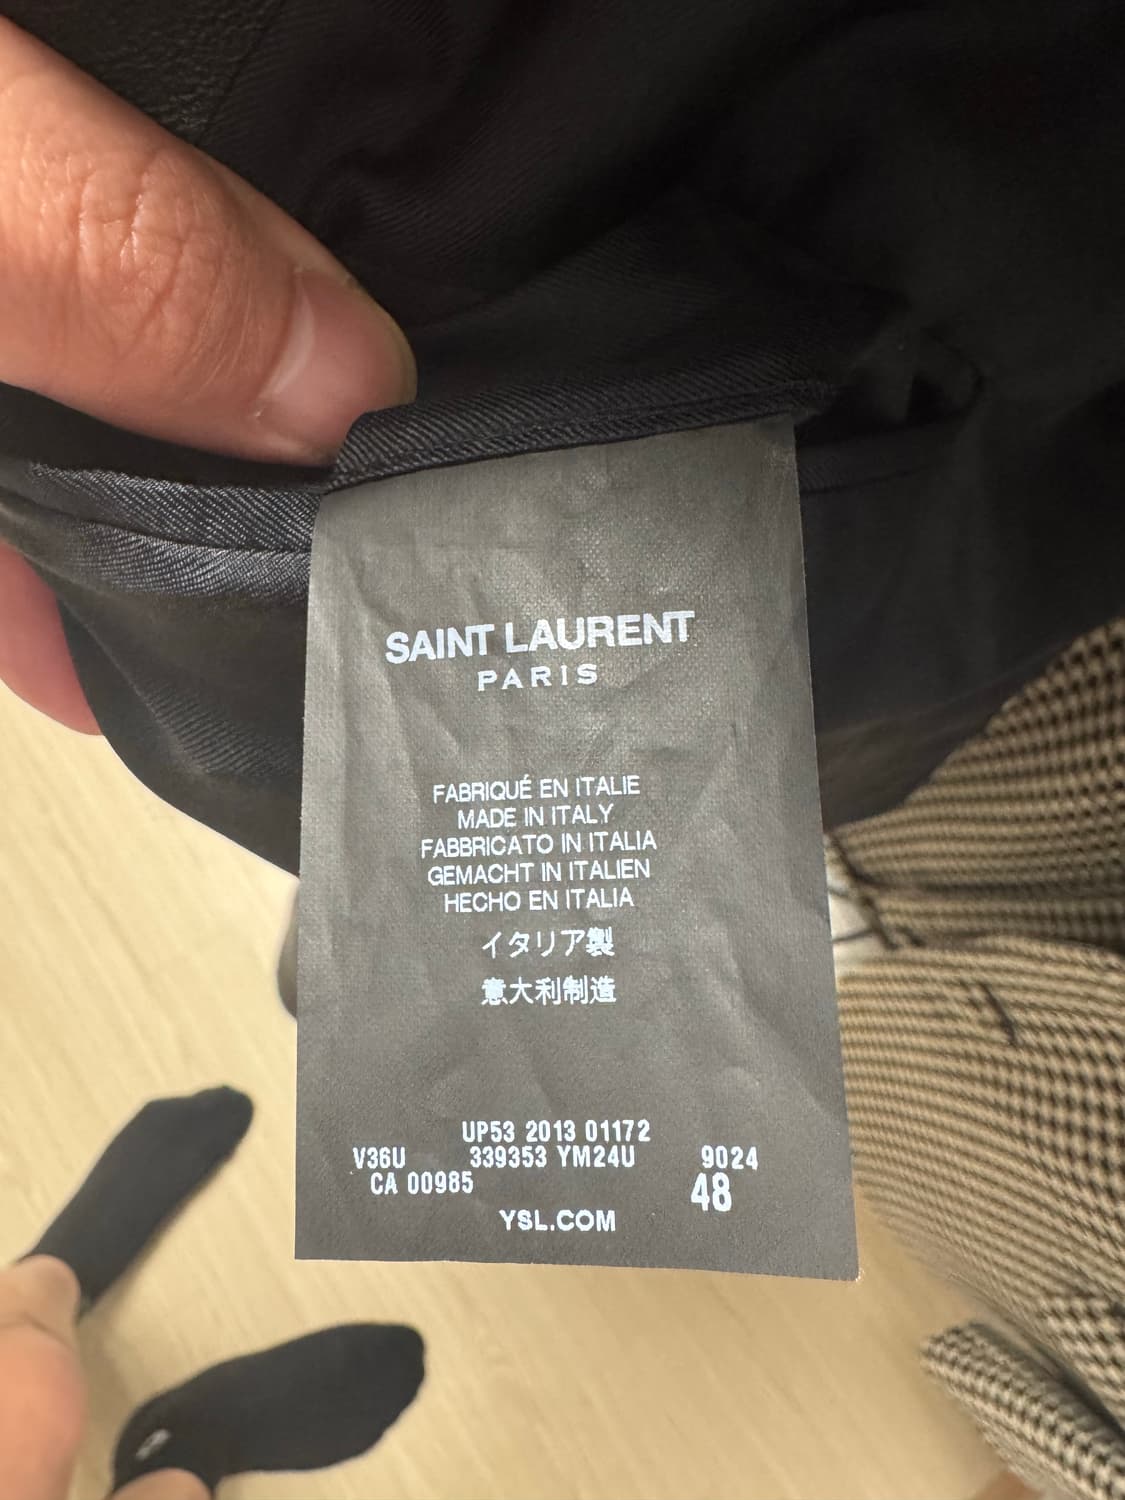 SAINT LAURENT
PARIS
FABRIQUÉ EN ITALIE
MADE IN ITALY
FABBRICATO IN ITALIA
GEMACHT IN ITALIEN
HECHO EN ITALIA
イタリア製
意大利制造
UP53 2013 01172
V36U 339353 YM24U 9024
CA 00985 48
YSL.COM